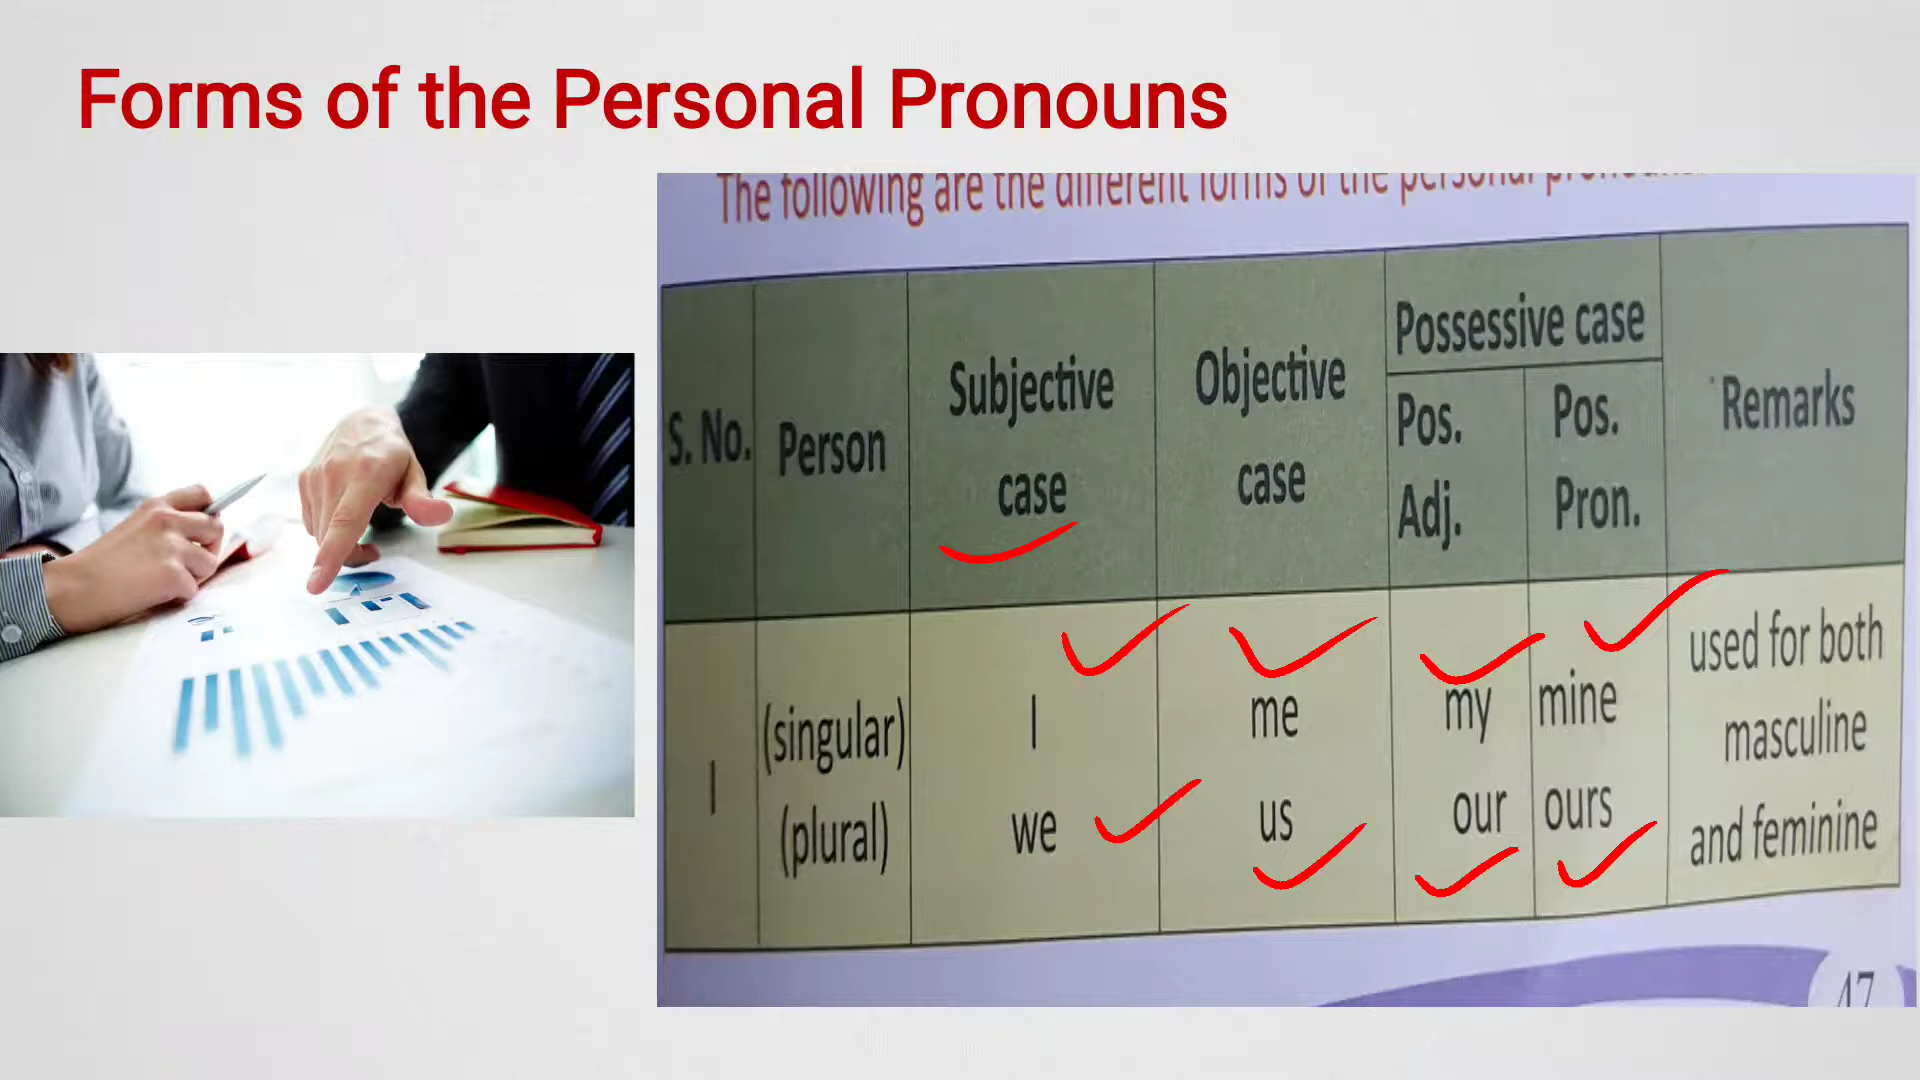 Forms of the Personal Pronouns
The following are the different forms of the personal pronouns
S. No.
Person
Subjective
case
Objective
case
Possessive case
Pos.
Adj.
Pos.
Pron.
Remarks
I
(singular)
(plural)
I
we
me
us
my
our
mine
ours
used for both
masculine
and feminine
47